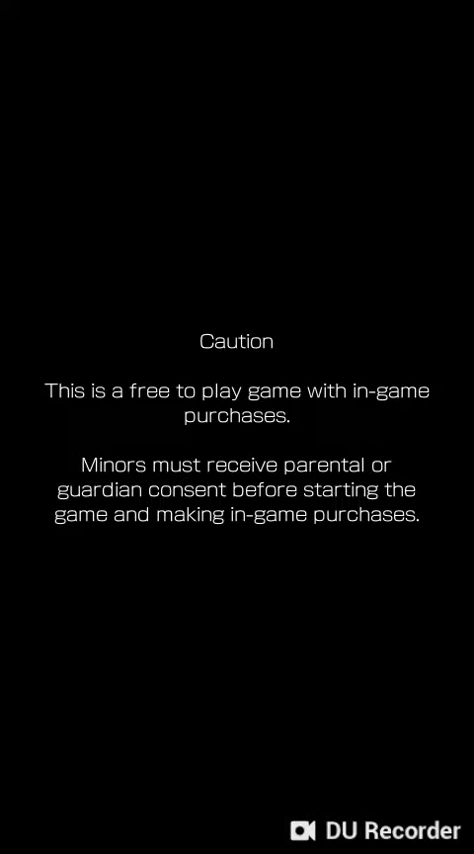 Caution
This is a free to play game with in-game
purchases.
Minors must receive parental or
guardian consent before starting the
game and making in-game purchases.
DU Recorder